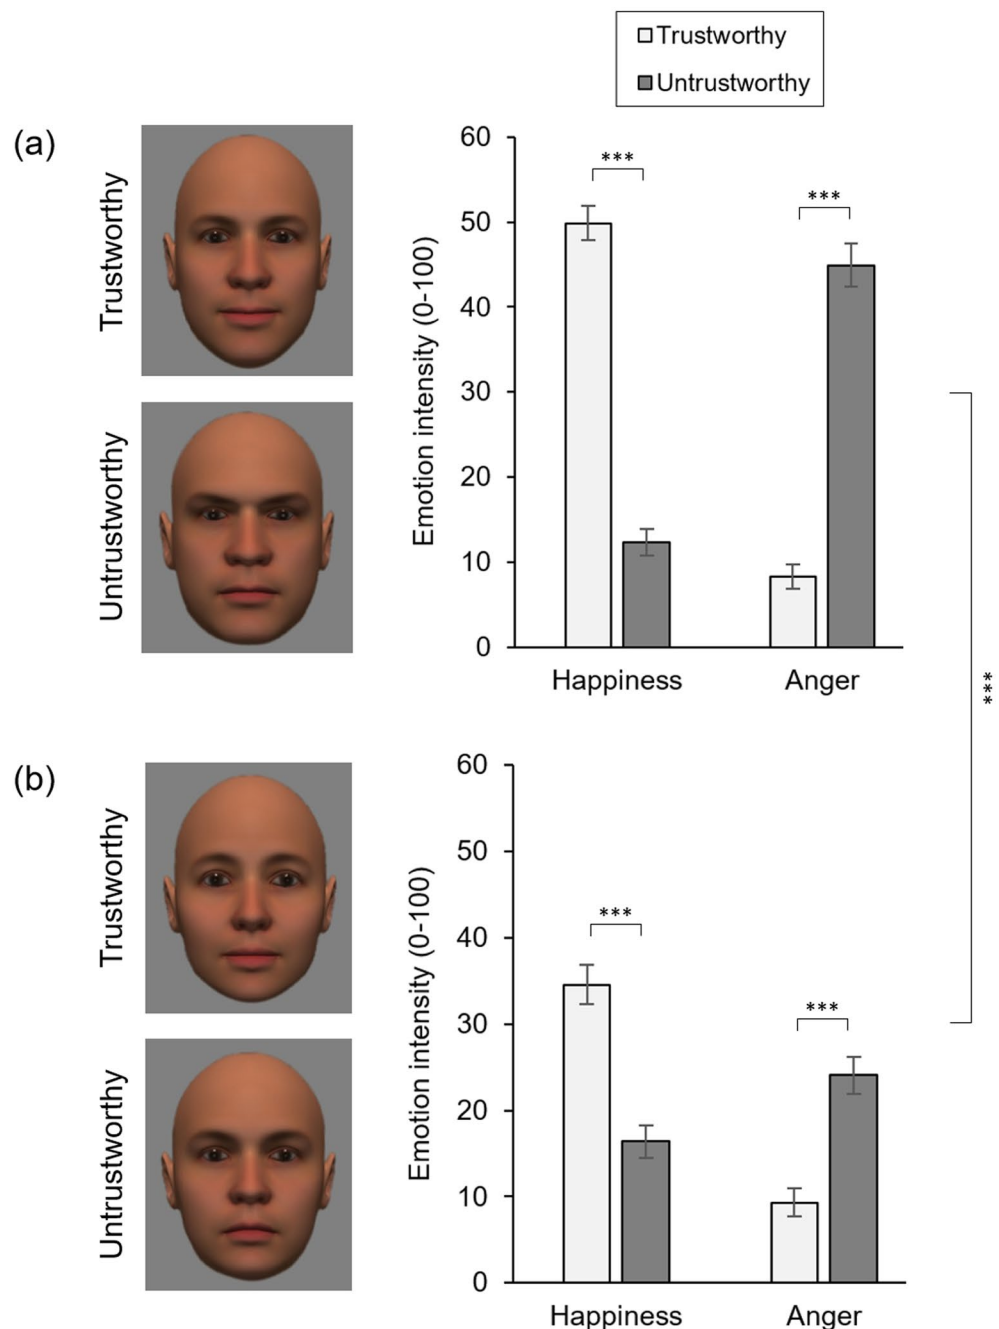 Trustworthy
Untrustworthy
(a)
Trustworthy
Untrustworthy
Emotion intensity (0-100)
60
50
40
30
20
10
0
***
***
Happiness
Anger
***
(b)
Trustworthy
Untrustworthy
Emotion intensity (0-100)
60
50
40
30
20
10
0
***
***
Happiness
Anger